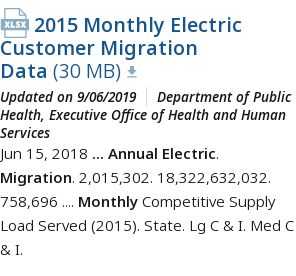 XLSX 2015 Monthly Electric
Customer Migration
Data (30 MB)
Updated on 9/06/2019 Department of Public
Health, Executive Office of Health and Human
Services
Jun 15, 2018 ... Annual Electric.
Migration. 2,015,302. 18,322,632,032.
758,696 .... Monthly Competitive Supply
Load Served (2015). State. Lg C & I. Med C
& I.